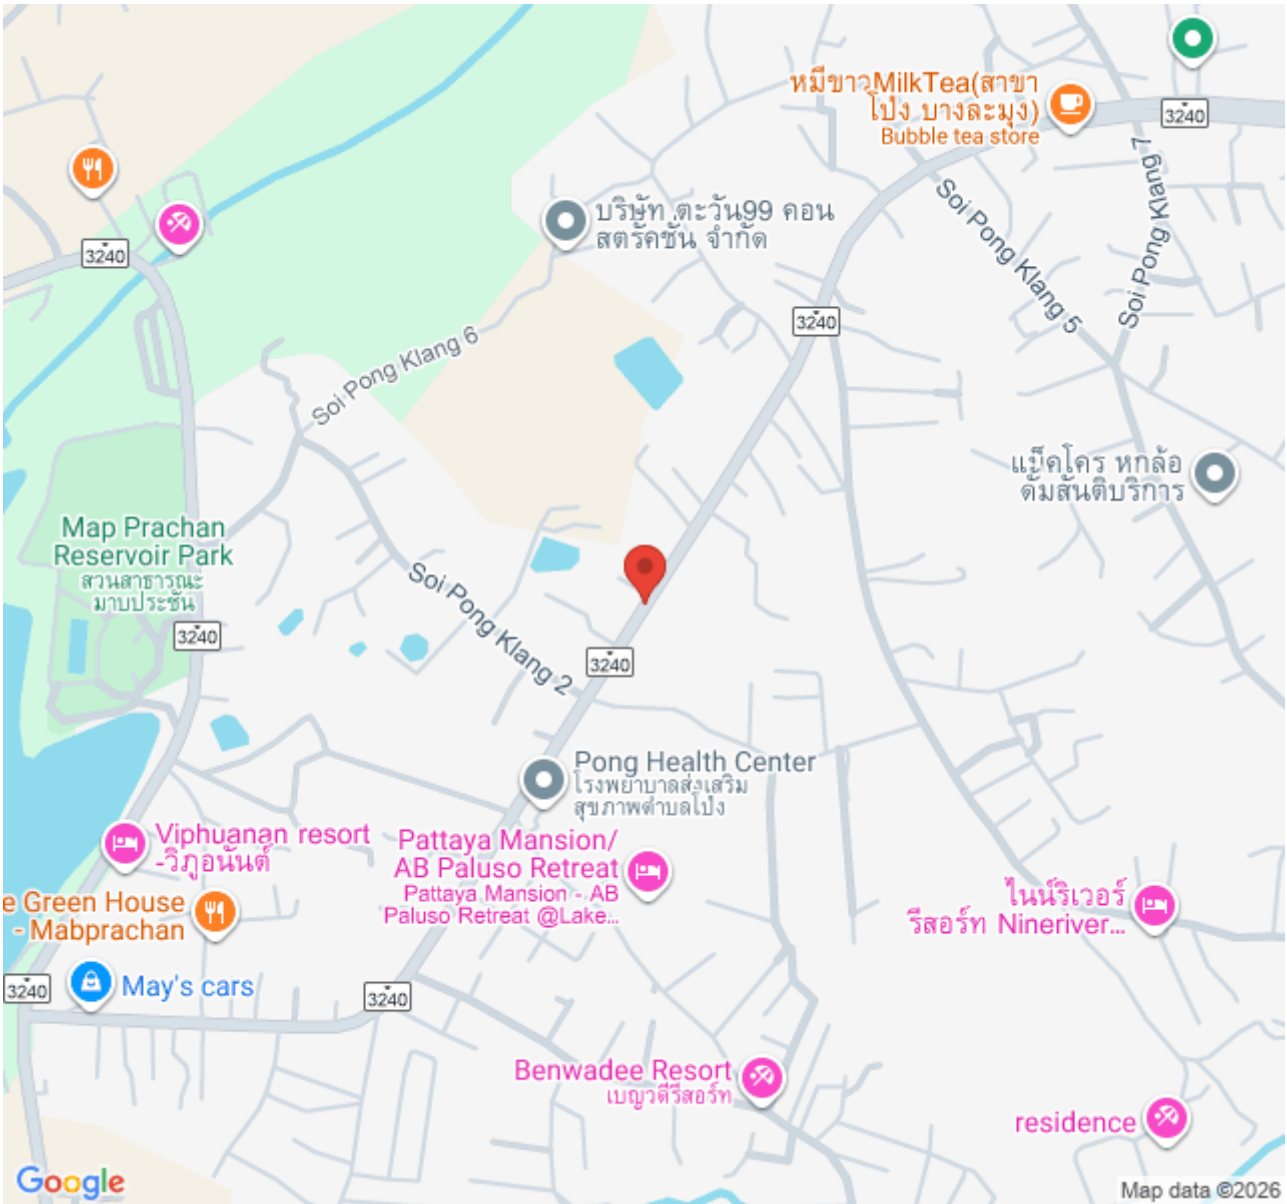 หมีขาวMilkTea(สาขา
โป่ง บางละมุง)
Bubble tea store
3240
Soi Pong Klang 7
Soi Pong Klang 5
บริษัท ตะวัน99 คอน
สตรัคชั่น จำกัด
3240
3240
Soi Pong Klang 6
แบ็คโคร หกล้อ
ดั้มสันติบริการ
Map Prachan
Reservoir Park
สวนสาธารณะ
มาบประชัน
Soi Pong Klang 2
3240
3240
Pong Health Center
โรงพยาบาลส่งเสริม
สุขภาพตำบลโป่ง
Viphuanan resort
-วิภูอนันต์
Pattaya Mansion/
AB Paluso Retreat
Pattaya Mansion - AB
Paluso Retreat @Lake...
e Green House
- Mabprachan
ไนน์ริเวอร์
รีสอร์ท Nineriver...
3240
May's cars
3240
Benwadee Resort
เบญวดีรีสอร์ท
residence
Google
Map data ©2026